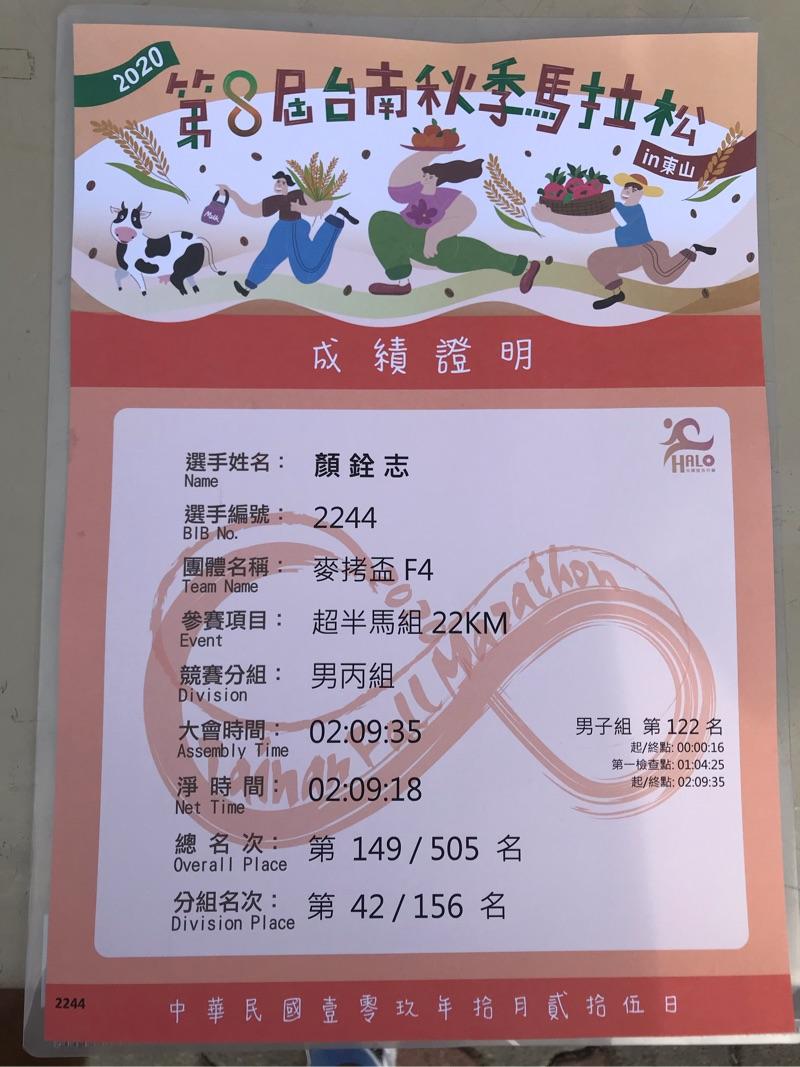 2020
第8屆台南秋季馬拉松
in東山
Milk
成績證明
HALO
選手姓名：顏銓志
Name
選手編號：2244
BIB No.
團體名稱：麥拷盃 F4
Team Name
參賽項目：超半馬組 22KM
Event
競賽分組：男丙組
Division
大會時間：02:09:35
Assembly Time
男子組 第 122 名
起/終點: 00:00:16
第一檢查點: 01:04:25
起/終點: 02:09:35
淨時間：02:09:18
Net Time
總名次：第 149 / 505 名
Overall Place
分組名次：第 42 / 156 名
Division Place
2244
中華民國壹零玖年拾月貳拾伍日